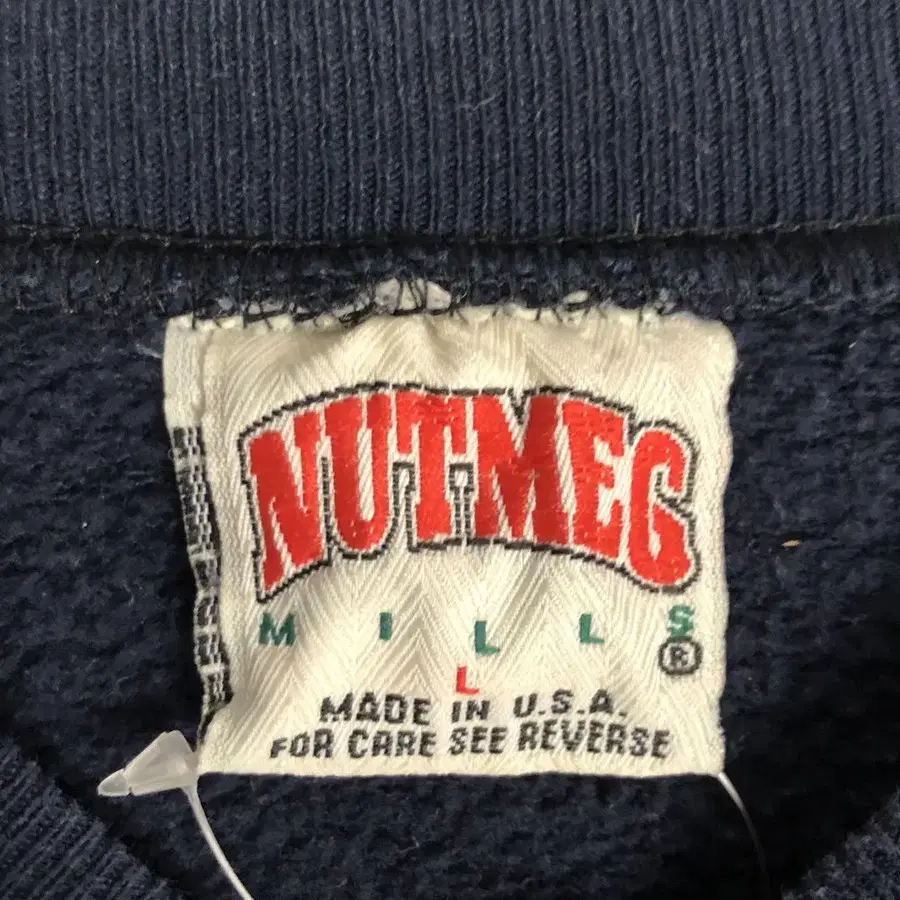 NUTMEG
MILLS
®
L
MADE IN U.S.A.
FOR CARE SEE REVERSE